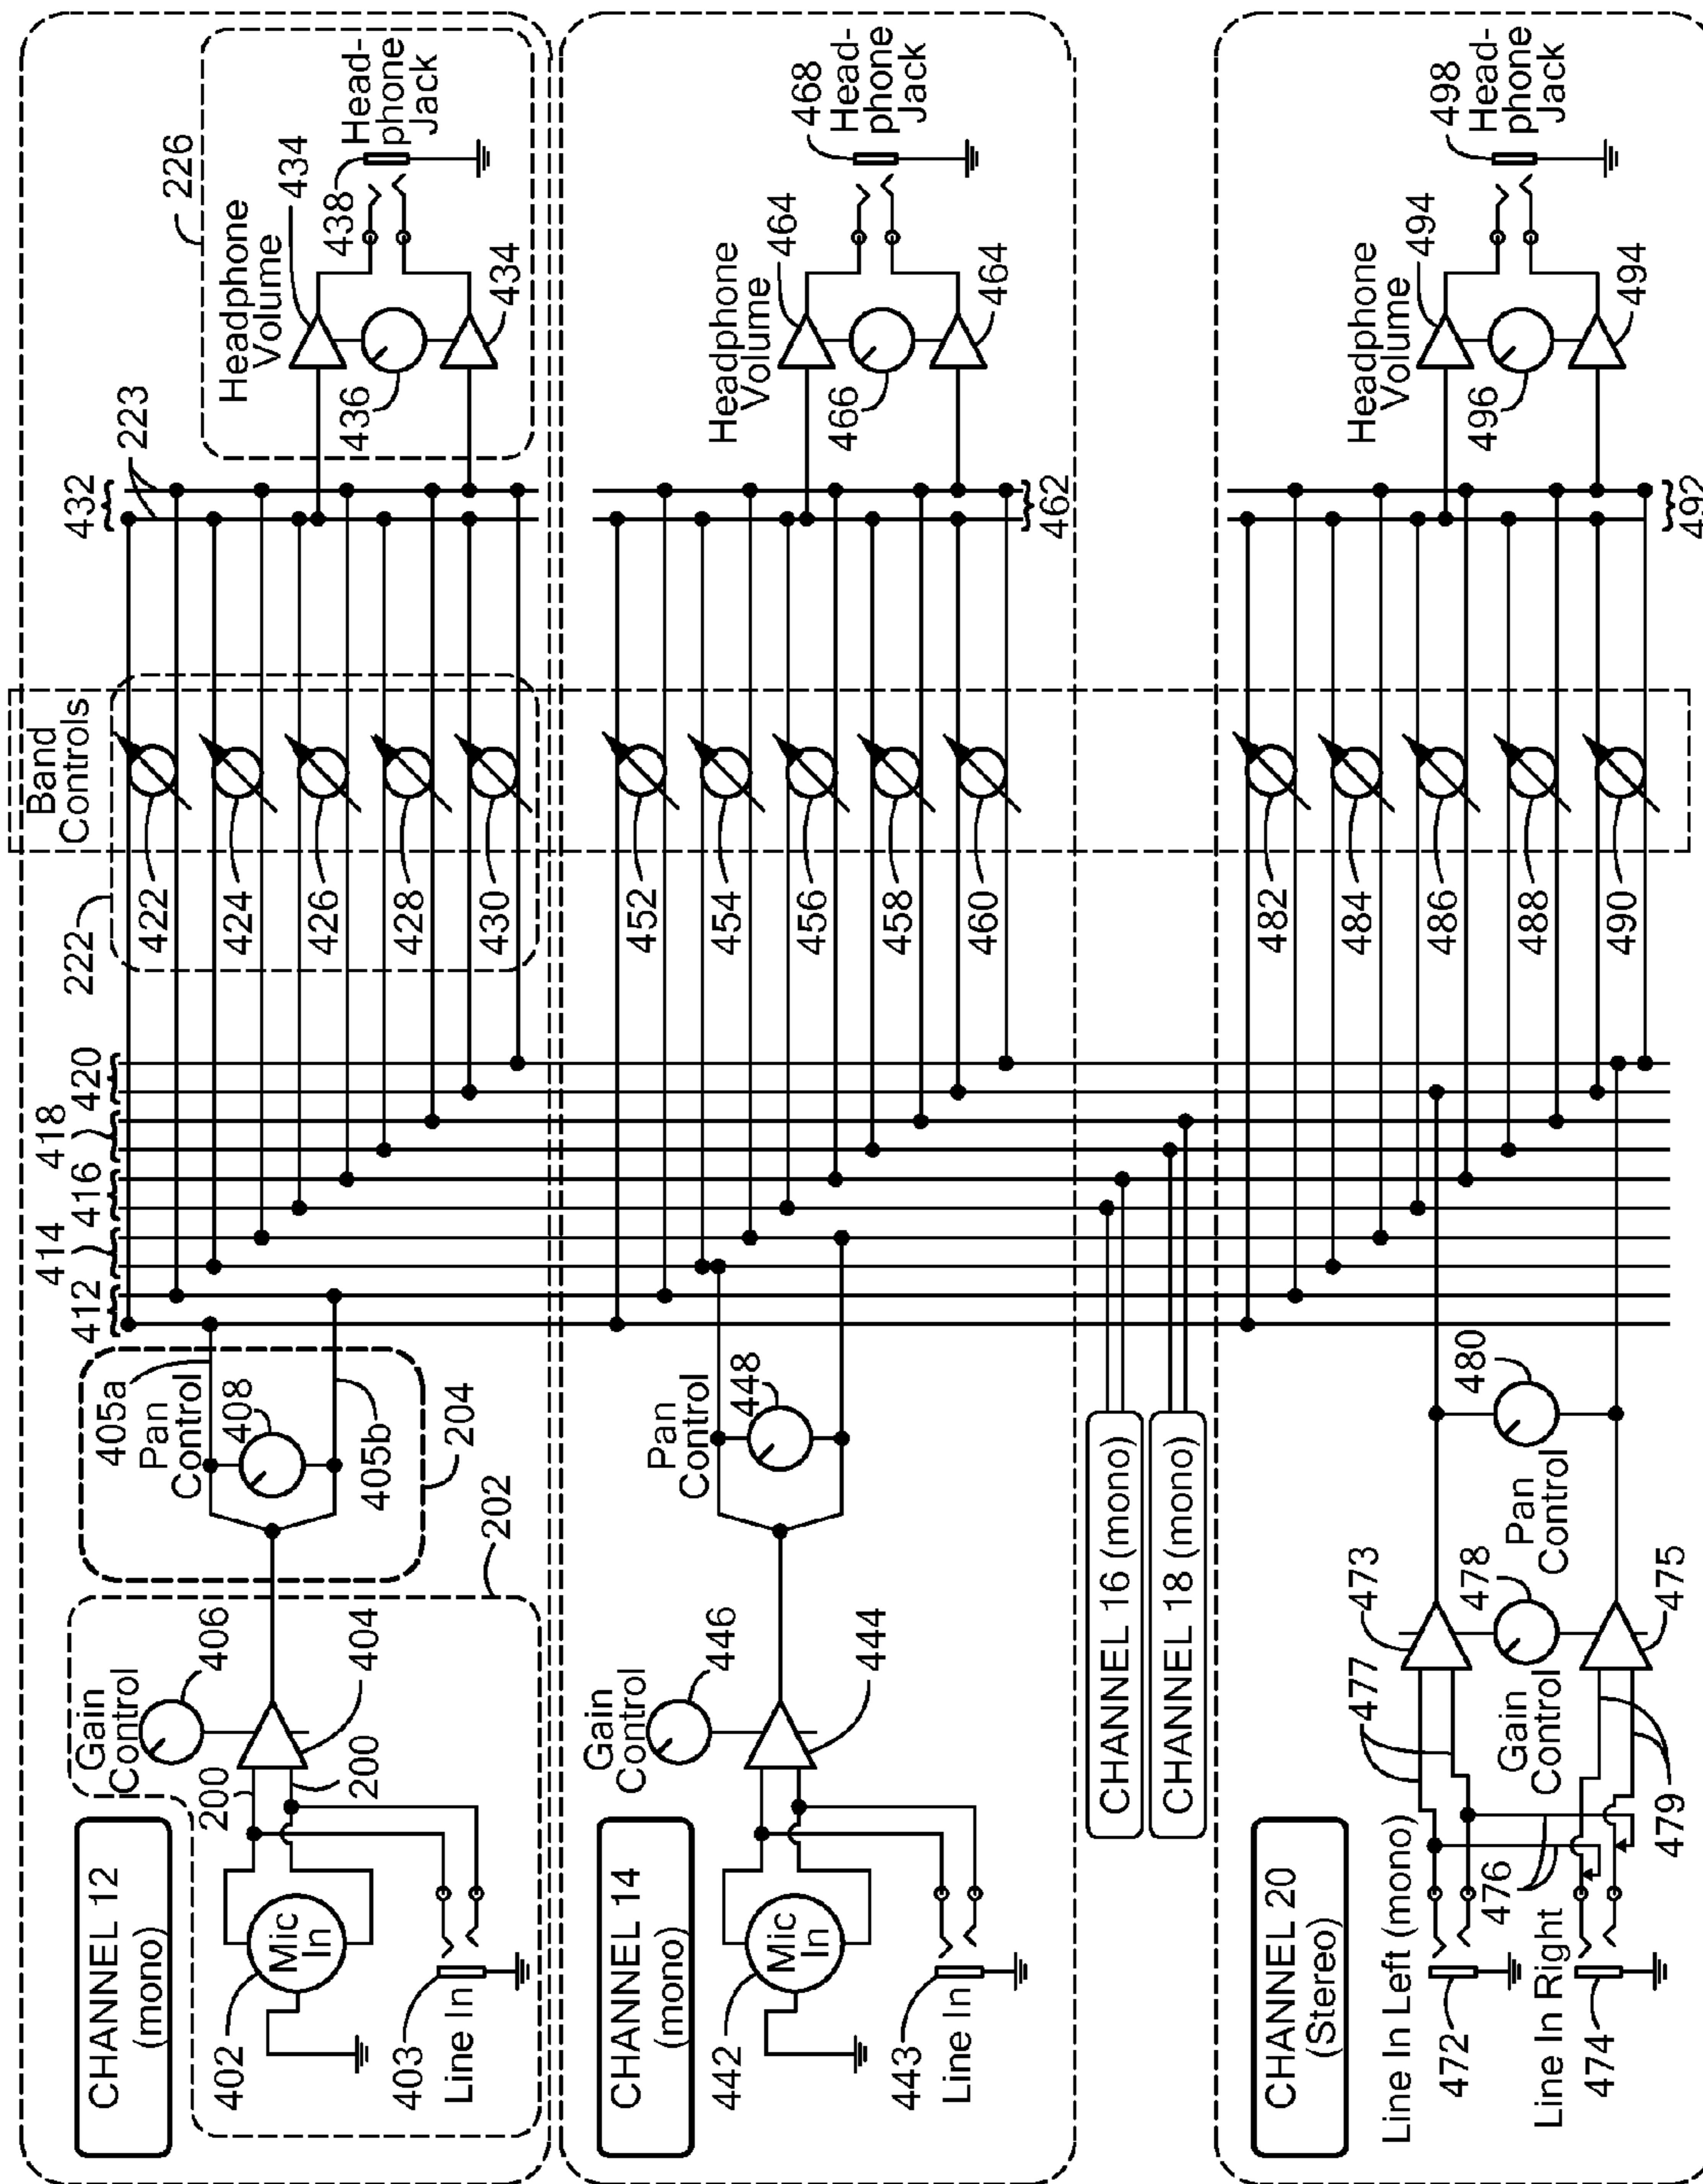 CHANNEL 12
(mono)
402
Mic
In
403
Line In
200
200
Gain
Control
406
404
202
204
405a
Pan
Control
408
405b
412
414
416
418
420
222
Band
Controls
422
424
426
428
430
432
223
226
Headphone
Volume
434
436
434
438
Head-
phone
Jack
CHANNEL 14
(mono)
442
Mic
In
443
Line In
Gain
Control
446
444
Pan
Control
448
452
454
456
458
460
462
Headphone
Volume
464
466
464
468
Head-
phone
Jack
CHANNEL 16 (mono)
CHANNEL 18 (mono)
CHANNEL 20
(Stereo)
Line In Left (mono)
472
476
Line In Right
474
477
473
Gain
Control
478
479
475
Pan
Control
480
482
484
486
488
490
492
Headphone
Volume
494
496
494
498
Head-
phone
Jack